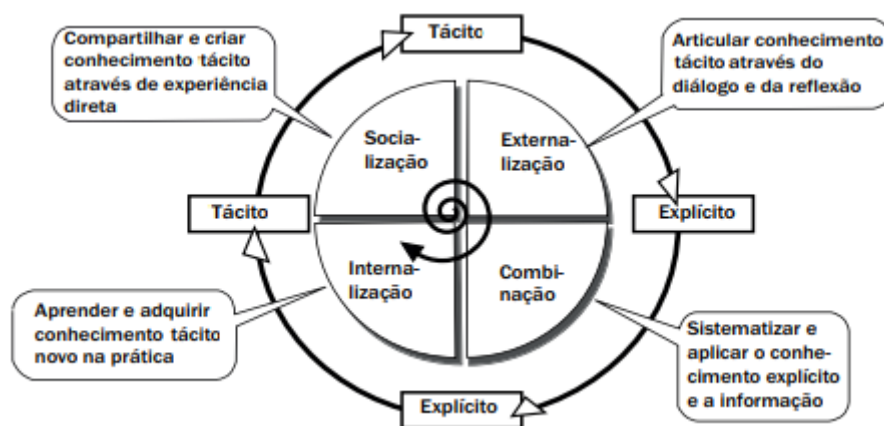 Tácito
Compartilhar e criar
conhecimento tácito
através de experiência
direta
Articular conhecimento
tácito através do
diálogo e da reflexão
Socia-
lização
Externa-
lização
Tácito
Explícito
Interna-
lização
Combi-
nação
Aprender e adquirir
conhecimento tácito
novo na prática
Sistematizar e
aplicar o conhe-
cimento explícito
e a informação
Explícito